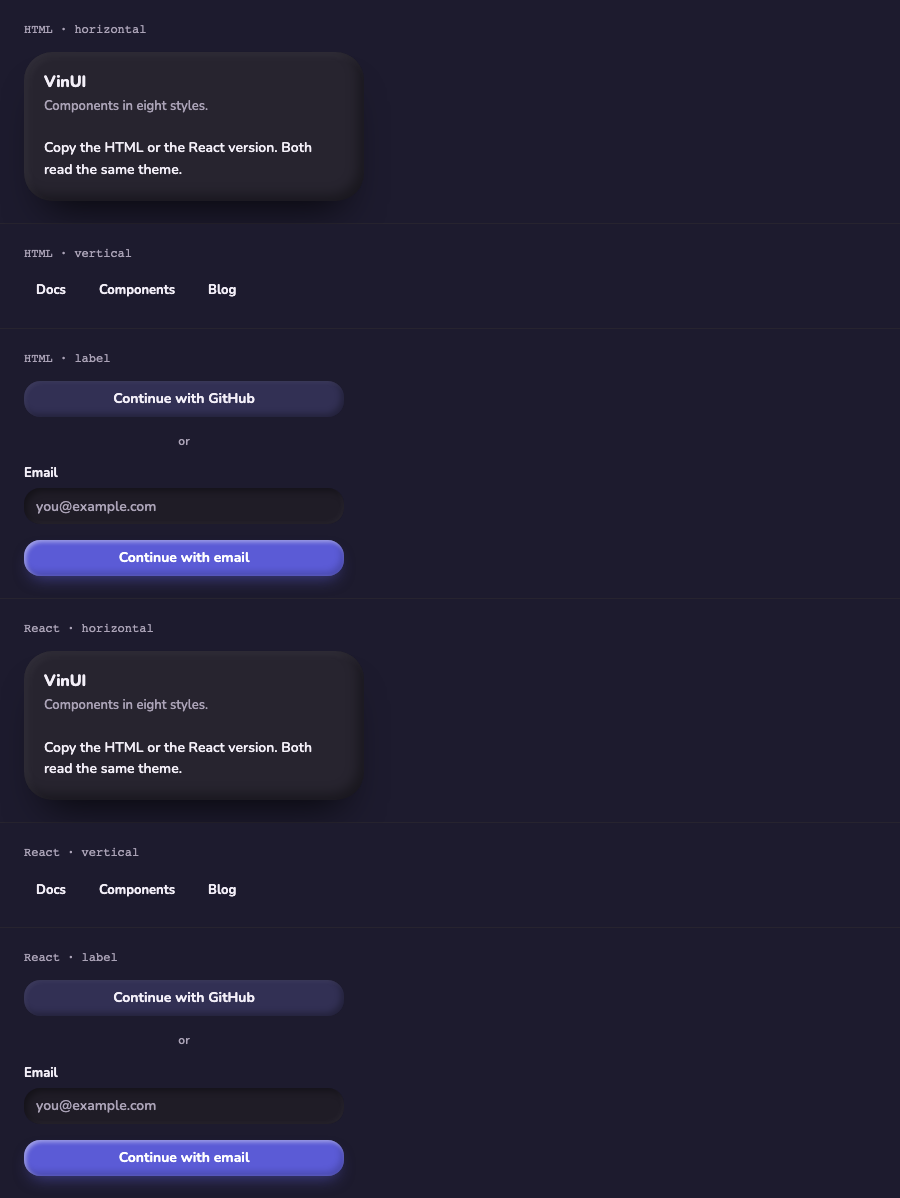 HTML · horizontal
VinUI
Components in eight styles.
Copy the HTML or the React version. Both
read the same theme.
HTML · vertical
Docs Components Blog
HTML · label
Continue with GitHub
or
Email
you@example.com
Continue with email
React · horizontal
VinUI
Components in eight styles.
Copy the HTML or the React version. Both
read the same theme.
React · vertical
Docs Components Blog
React · label
Continue with GitHub
or
Email
you@example.com
Continue with email